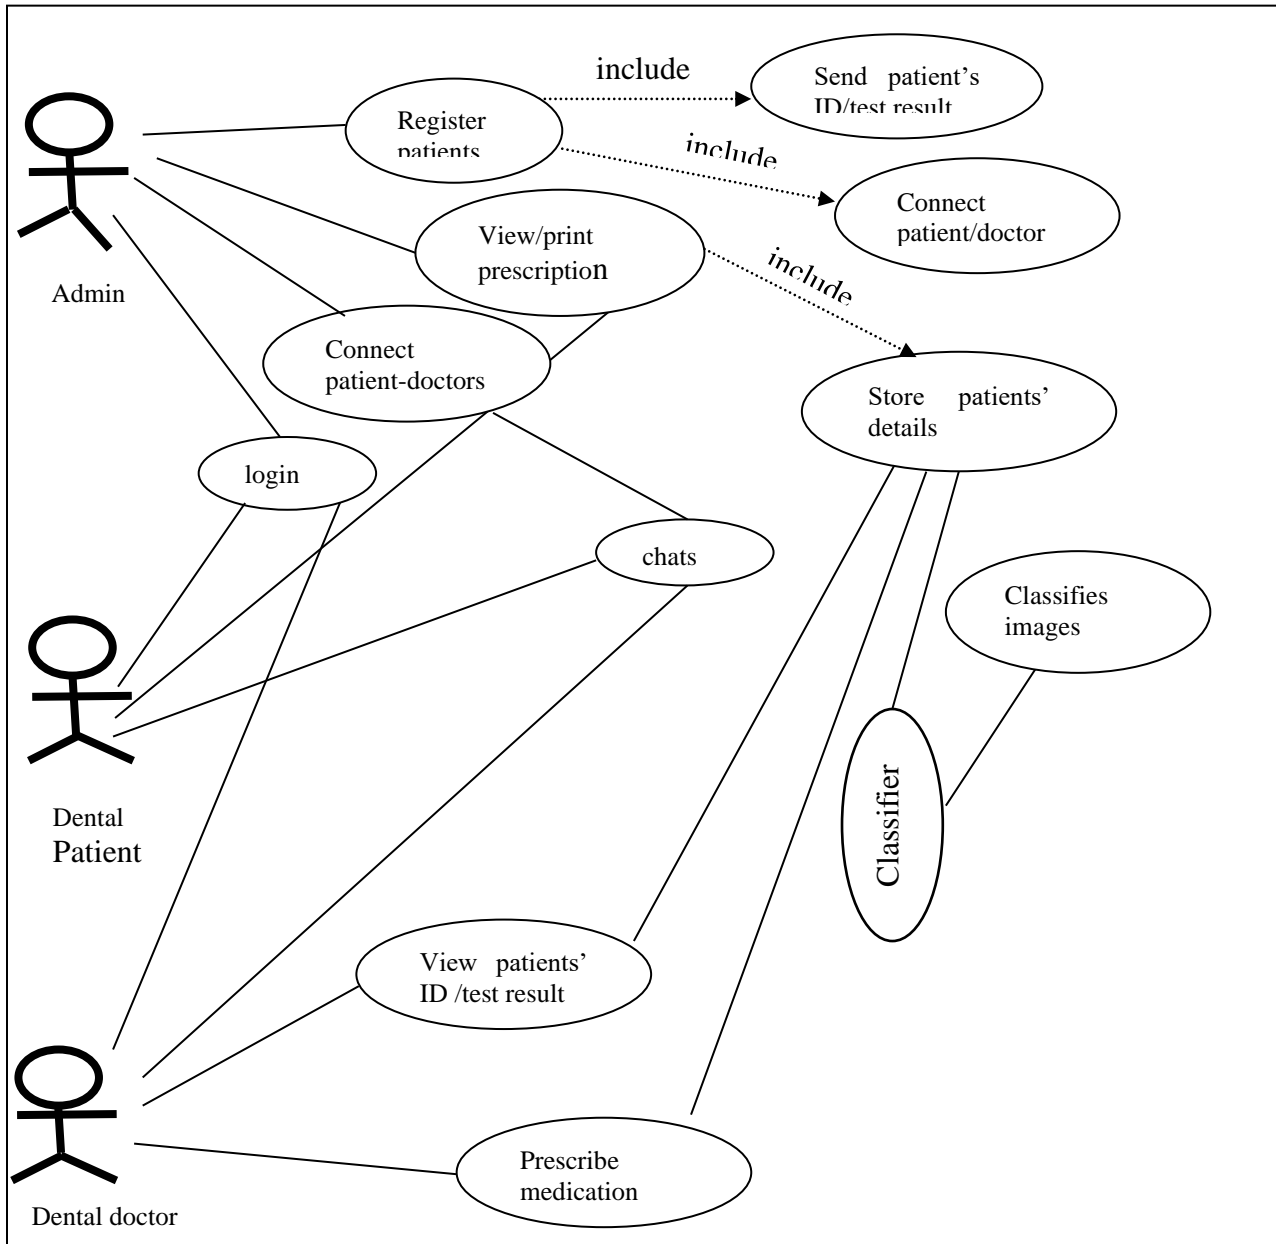 include
Send patient's
ID/test result
Register
patients
include
Connect
patient/doctor
View/print
prescription
include
Admin
Connect
patient-doctors
Store patients'
details
login
chats
Classifies
images
Classifier
Dental
Patient
View patients'
ID /test result
Prescribe
medication
Dental doctor